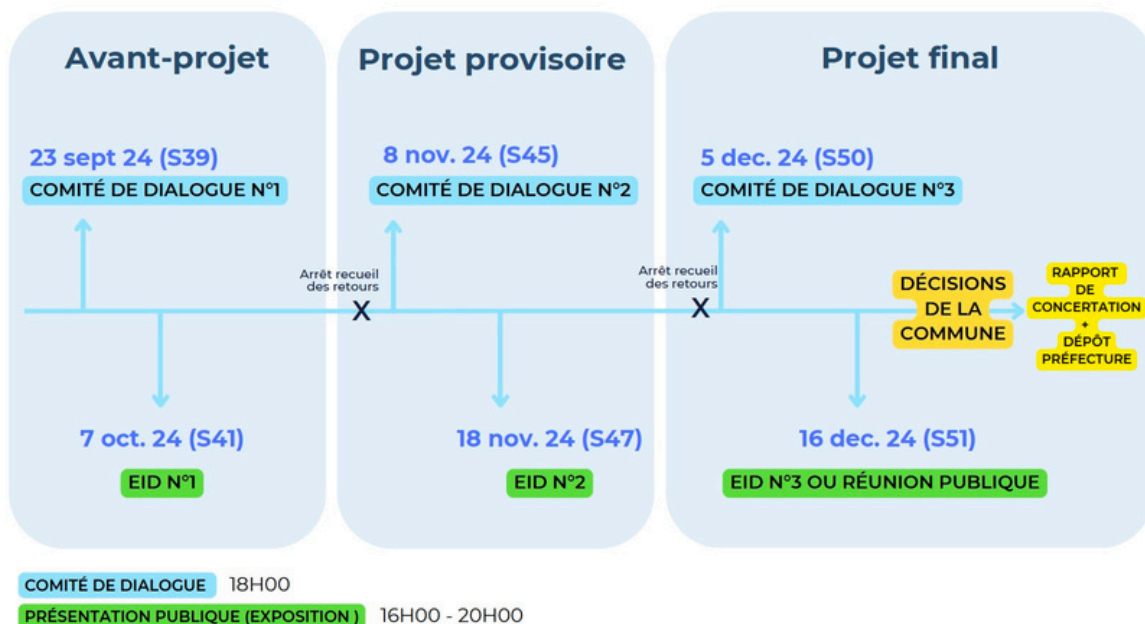 Avant-projet
Projet provisoire
Projet final
23 sept 24 (S39)
COMITÉ DE DIALOGUE N°1
8 nov. 24 (S45)
COMITÉ DE DIALOGUE N°2
5 dec. 24 (S50)
COMITÉ DE DIALOGUE N°3
Arrêt recueil
des retours
X
Arrêt recueil
des retours
X
DÉCISIONS
DE LA
COMMUNE
RAPPORT
DE
CONCERTATION
+
DÉPÔT
PRÉFECTURE
7 oct. 24 (S41)
EID N°1
18 nov. 24 (S47)
EID N°2
16 dec. 24 (S51)
EID N°3 OU RÉUNION PUBLIQUE
COMITÉ DE DIALOGUE 18H00
PRÉSENTATION PUBLIQUE (EXPOSITION ) 16H00 - 20H00